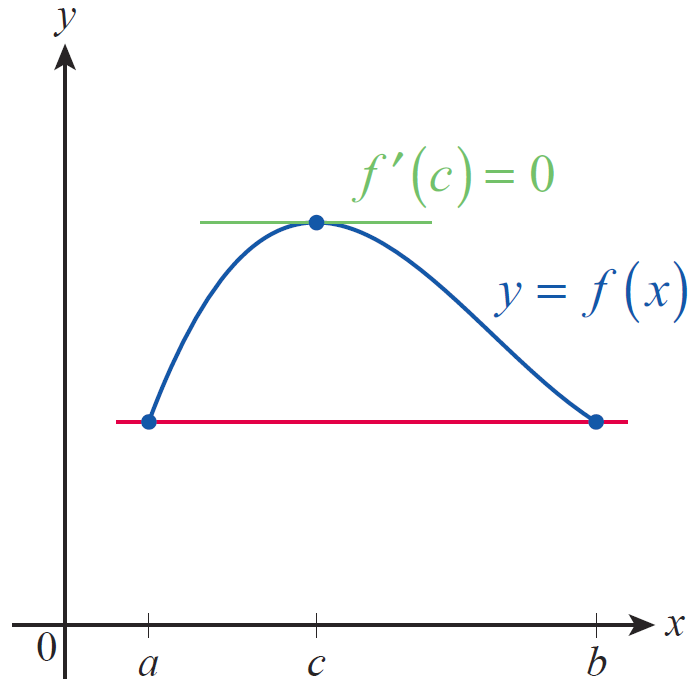 y
f′(c) = 0
y = f(x)
x
0
a
c
b